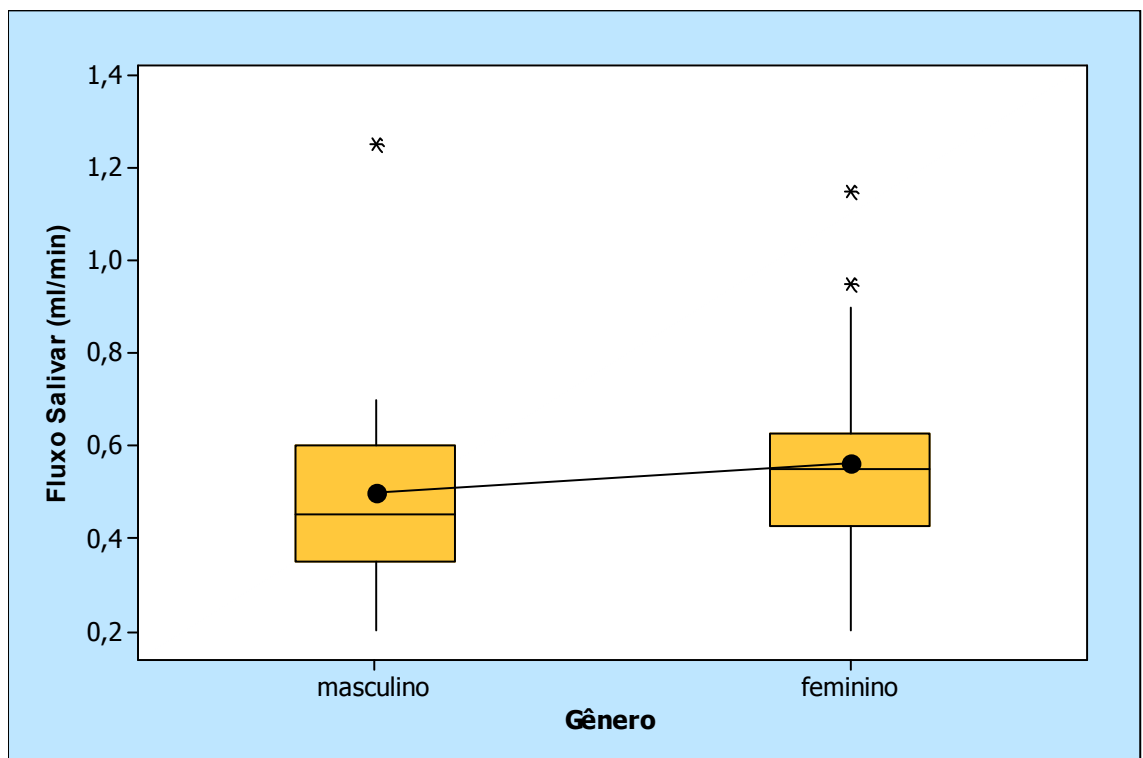 Fluxo Salivar (ml/min)
1,4
1,2
1,0
0,8
0,6
0,4
0,2
masculino
feminino
Gênero